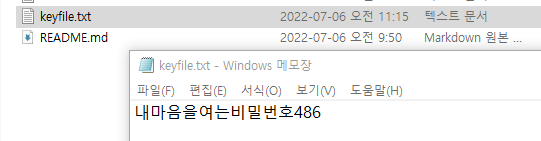 keyfile.txt 2022-07-06 오전 11:15 텍스트 문서
README.md 2022-07-06 오전 9:50 Markdown 원본 ...
keyfile.txt - Windows 메모장
파일(F) 편집(E) 서식(O) 보기(V) 도움말(H)
내마음을여는비밀번호486